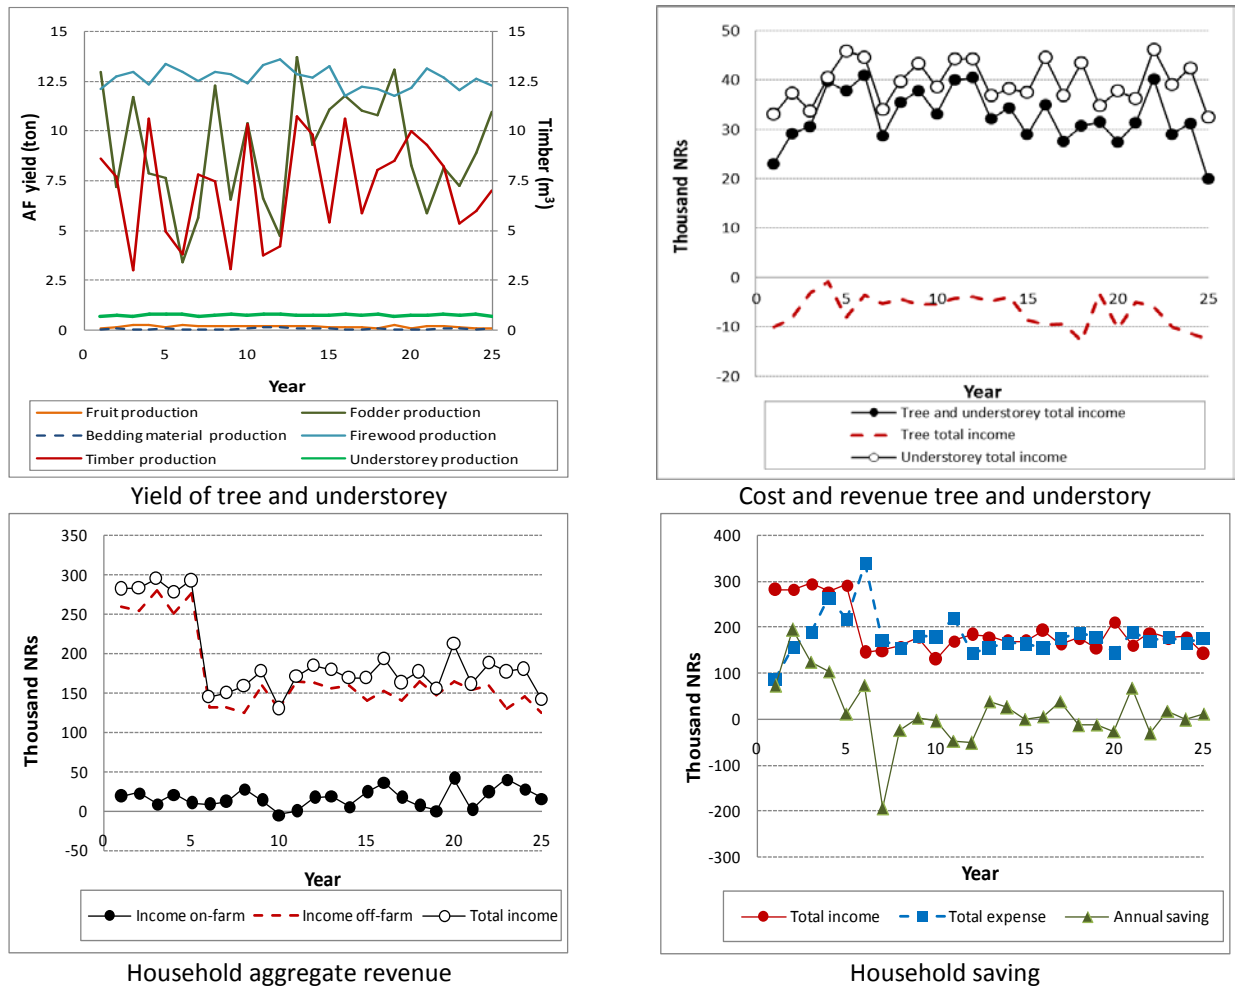 15
12.5
10
7.5
5
2.5
0
AF yield (ton)
15
12.5
10
7.5
5
2.5
0
Timber (m³)
0 5 10 15 20 25
Year
Fruit production
Fodder production
Bedding material production
Firewood production
Timber production
Understorey production
Yield of tree and understorey
50
40
30
20
10
0
-10
-20
Thousand NRs
0 5 10 15 20 25
Year
Tree and understorey total income
Tree total income
Understorey total income
Cost and revenue tree and understory
350
300
250
200
150
100
50
0
-50
Thousand NRs
0 5 10 15 20 25
Year
Income on-farm Income off-farm Total income
Household aggregate revenue
400
300
200
100
0
-100
-200
-300
Thousand NRs
0 5 10 15 20 25
Year
Total income Total expense Annual saving
Household saving